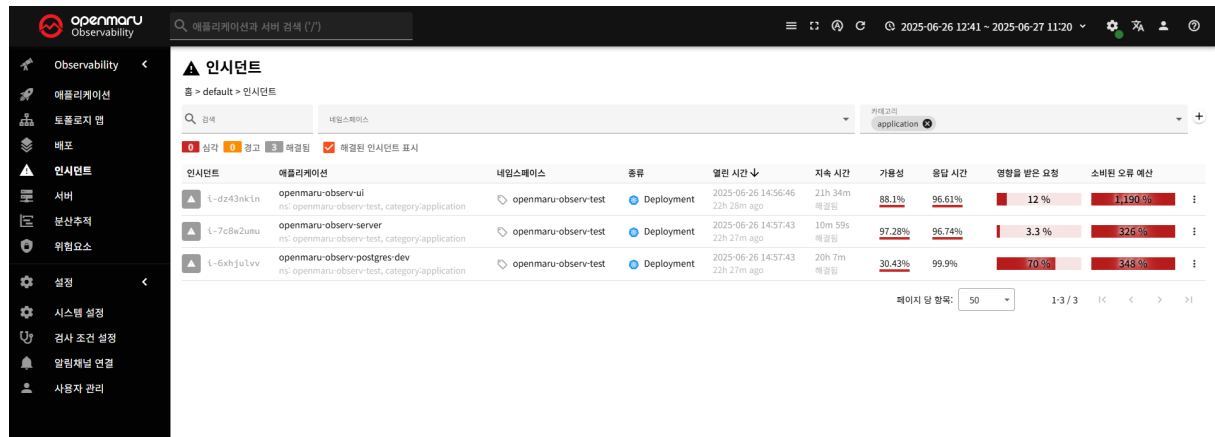 openmaru
Observability
애플리케이션과 서버 검색 ('/')
2025-06-26 12:41 ~ 2025-06-27 11:20
Observability
애플리케이션
토폴로지 맵
배포
인시던트
서버
분산추적
위험요소
설정
시스템 설정
검사 조건 설정
알림채널 연결
사용자 관리
인시던트
홈 > default > 인시던트
검색
네임스페이스
카테고리
application
0 심각 0 경고 3 해결됨 해결된 인시던트 표시
인시던트 애플리케이션 네임스페이스 종류 열린 시간 지속 시간 가용성 응답 시간 영향을 받은 요청 소비된 오류 예산
i-dz43nkin openmaru-observ-ui openmaru-observ-test Deployment 2025-06-26 14:56:46 21h 34m 88.1% 96.61% 12 % 1,190 %
ns: openmaru-observ-test, category:application 22h 28m ago 해결됨
i-7c8w2umu openmaru-observ-server openmaru-observ-test Deployment 2025-06-26 14:57:43 10m 59s 97.28% 96.74% 3.3 % 326 %
ns: openmaru-observ-test, category:application 22h 27m ago 해결됨
i-6xhjulvv openmaru-observ-postgres-dev openmaru-observ-test Deployment 2025-06-26 14:57:43 20h 7m 30.43% 99.9% 70 % 348 %
ns: openmaru-observ-test, category:application 22h 27m ago 해결됨
페이지 당 항목: 50 1-3 / 3